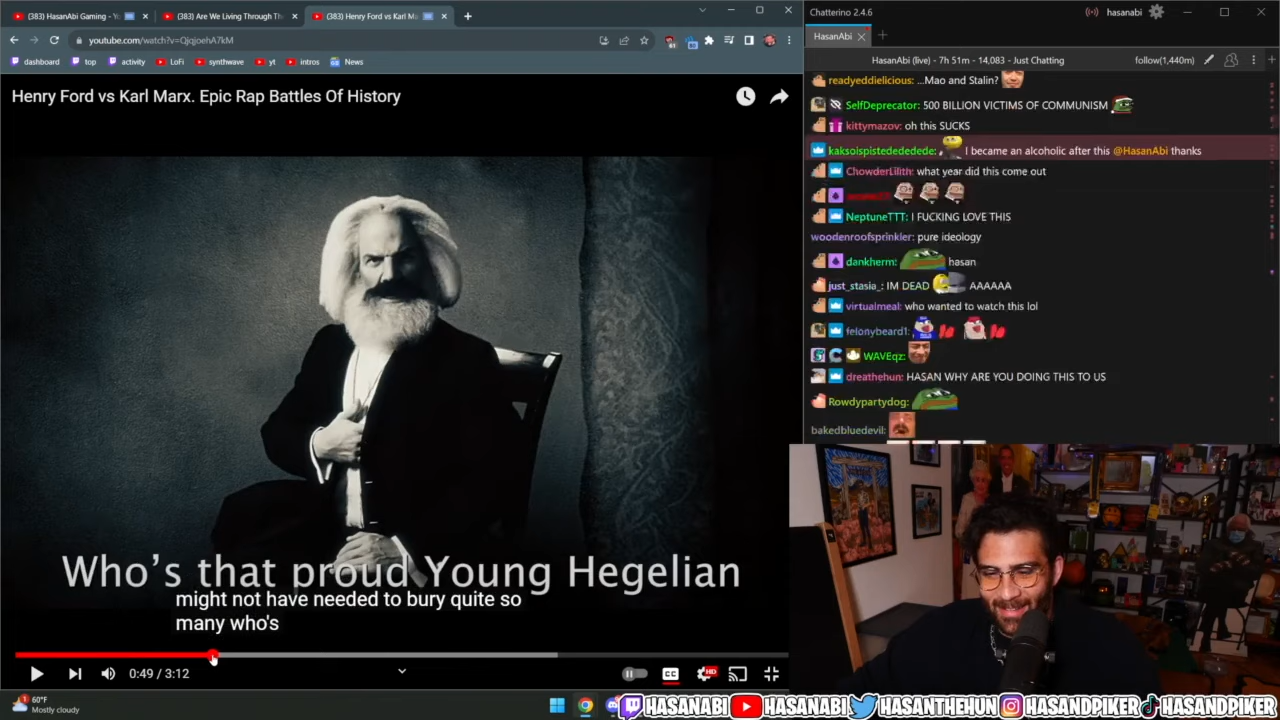 (383) HasanAbi Gaming - Yo
(383) Are We Living Through Th
(383) Henry Ford vs Karl Ma
youtube.com/watch?v=QjqjoehA7kM
dashboard
top
activity
LoFi
synthwave
yt
intros
News
Henry Ford vs Karl Marx. Epic Rap Battles Of History
Who's that proud Young Hegelian
might not have needed to bury quite so
many who's
0:49 / 3:12
CC
HD
60°F
Mostly cloudy
Chatterino 2.4.6
hasanabi
HasanAbi
HasanAbi (live) - 7h 51m - 14,083 - Just Chatting
follow(1,440m)
readyeddielicious: ...Mao and Stalin?
SelfDeprecator: 500 BILLION VICTIMS OF COMMUNISM
kittymazov: oh this SUCKS
kaksoispistedededede: I became an alcoholic after this @HasanAbi thanks
ChowderLilith: what year did this come out
NeptuneTTT: I FUCKING LOVE THIS
woodenroofsprinkler: pure ideology
dankherm: hasan
just_stasia_: IM DEAD AAAAAA
virtualmeal: who wanted to watch this lol
felonybeard1:
WAVEqz:
dreathehun: HASAN WHY ARE YOU DOING THIS TO US
Rowdypartydog:
bakedbluedevil:
HASANABI HASANABI HASANTHEHUN HASANDPIKER HASANDPIKER